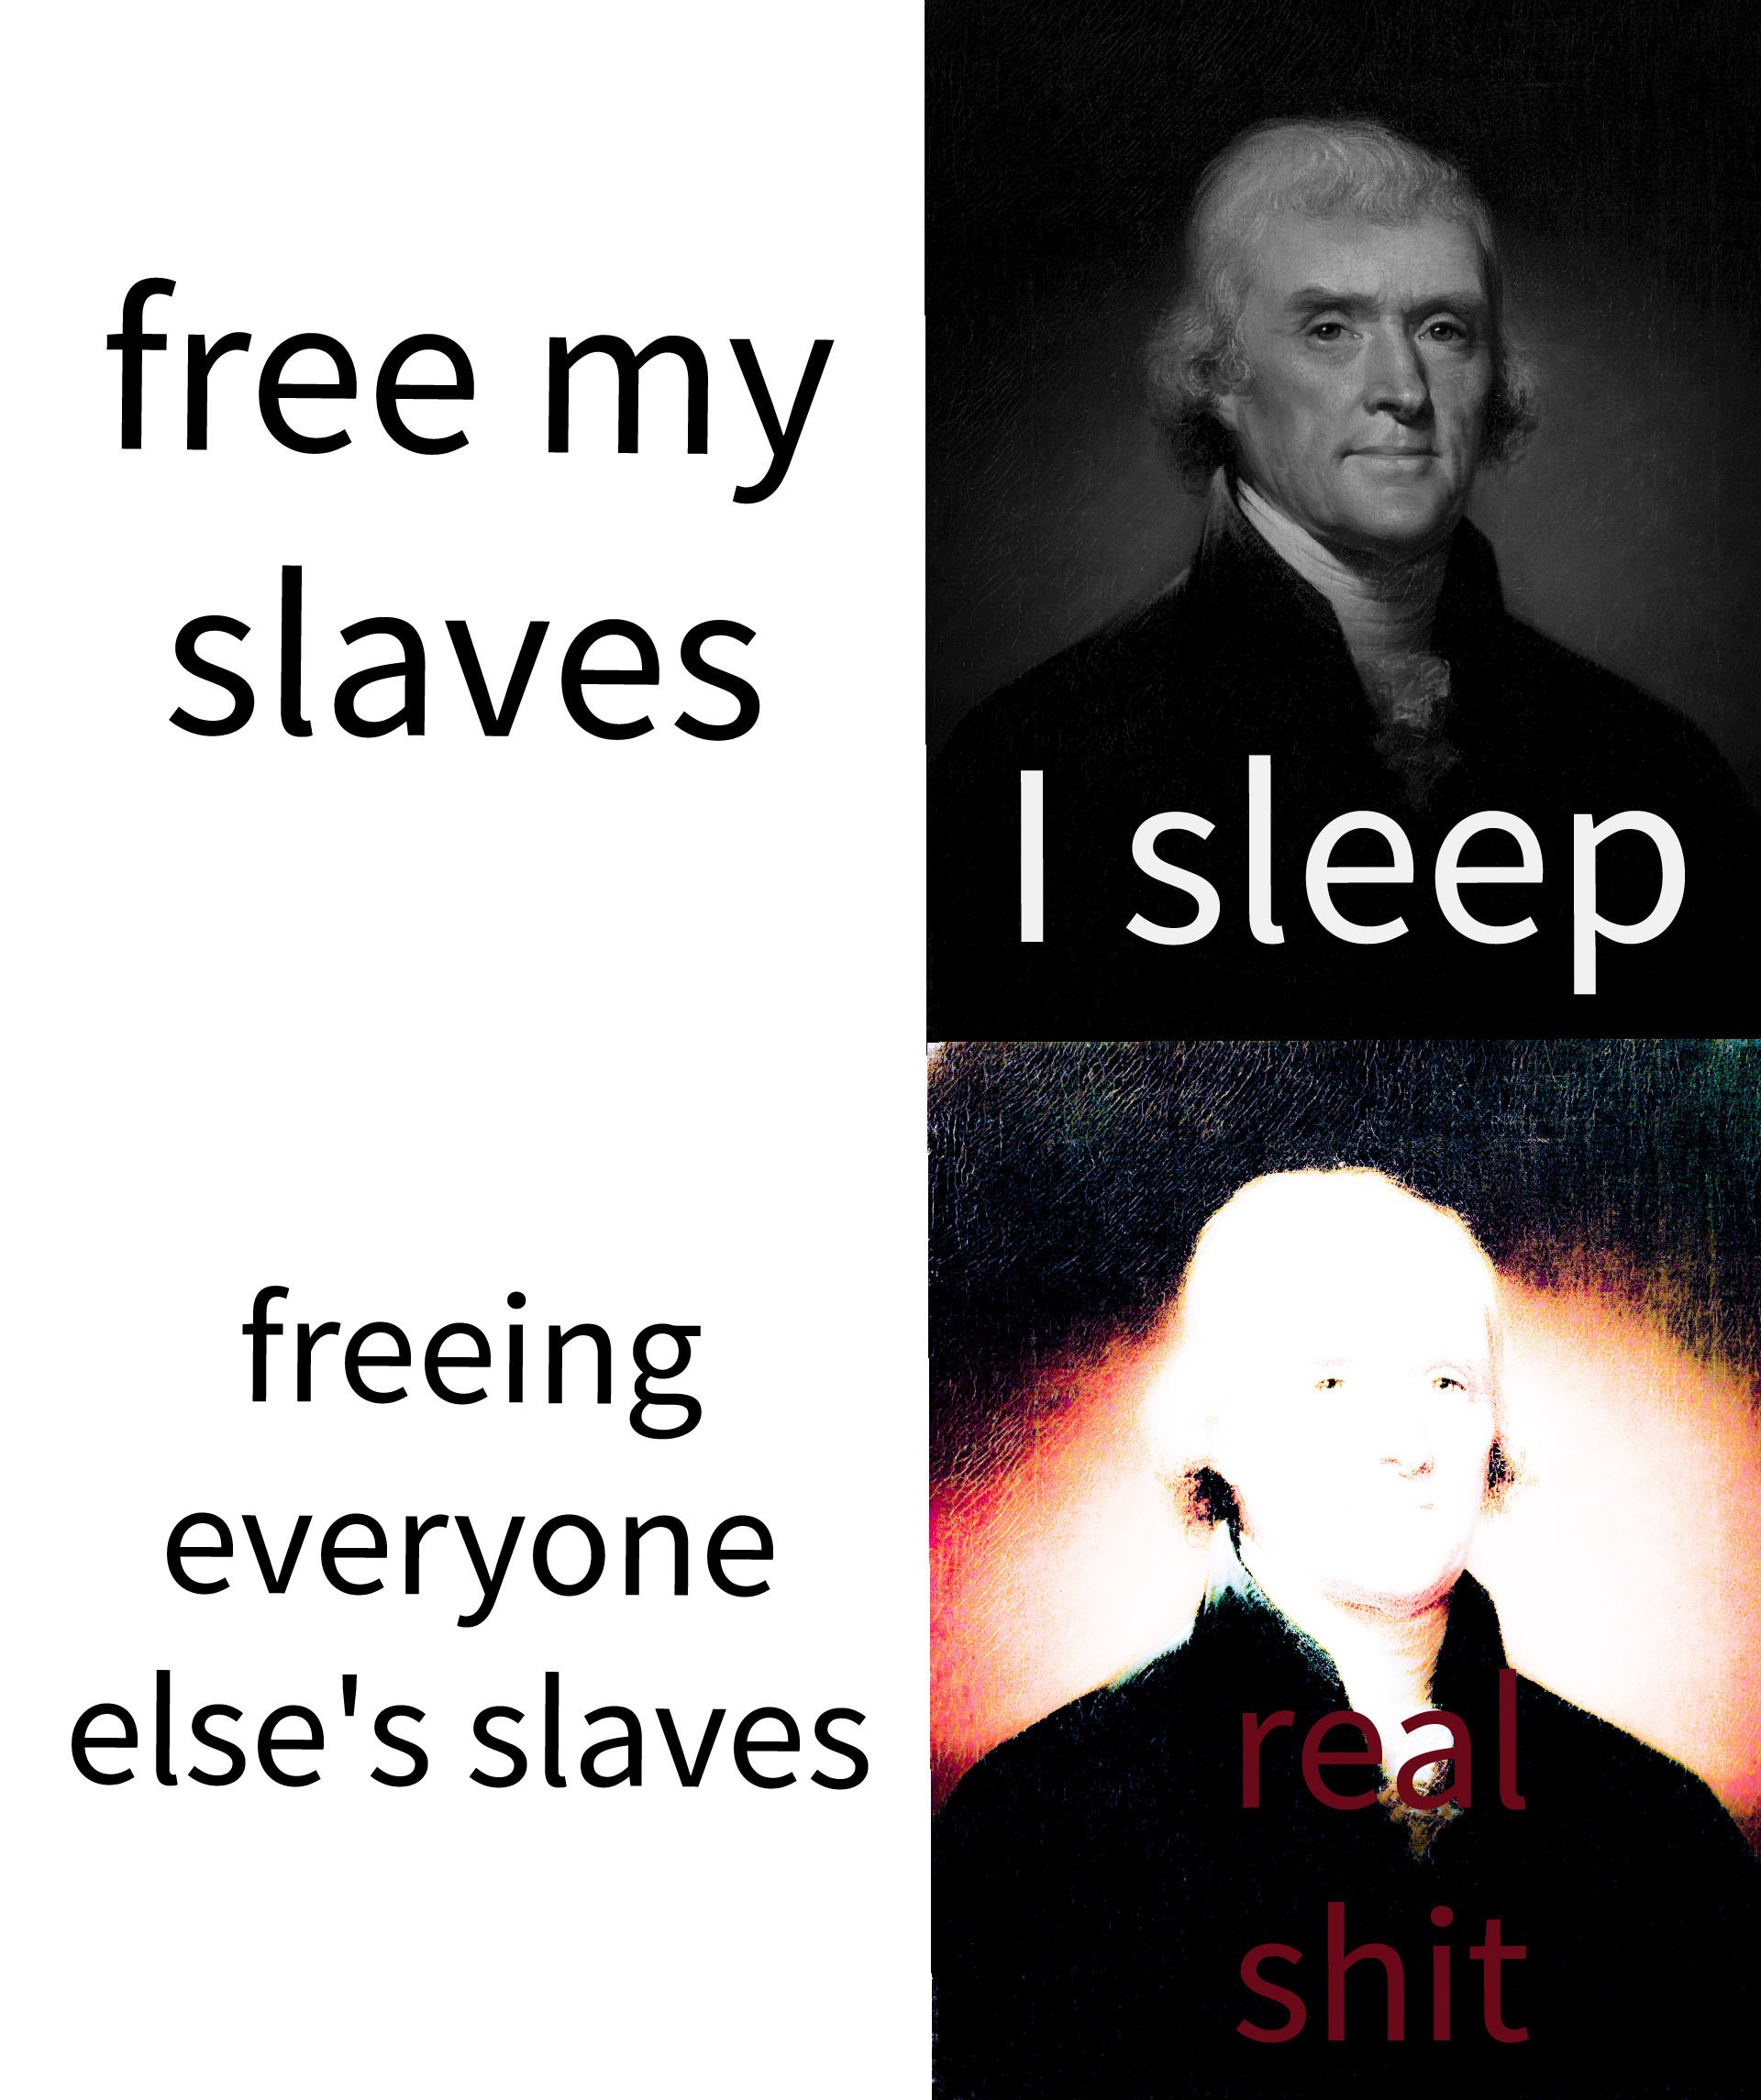 free my
slaves
I sleep
freeing
everyone
else's slaves
real
shit